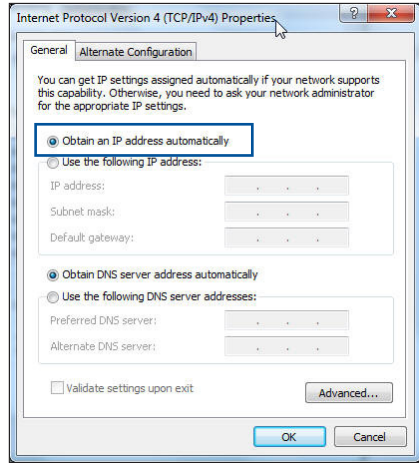 Internet Protocol Version 4 (TCP/IPv4) Properties
General
Alternate Configuration
You can get IP settings assigned automatically if your network supports
this capability. Otherwise, you need to ask your network administrator
for the appropriate IP settings.
Obtain an IP address automatically
Use the following IP address:
IP address:
Subnet mask:
Default gateway:
Obtain DNS server address automatically
Use the following DNS server addresses:
Preferred DNS server:
Alternate DNS server:
Validate settings upon exit
Advanced...
OK
Cancel